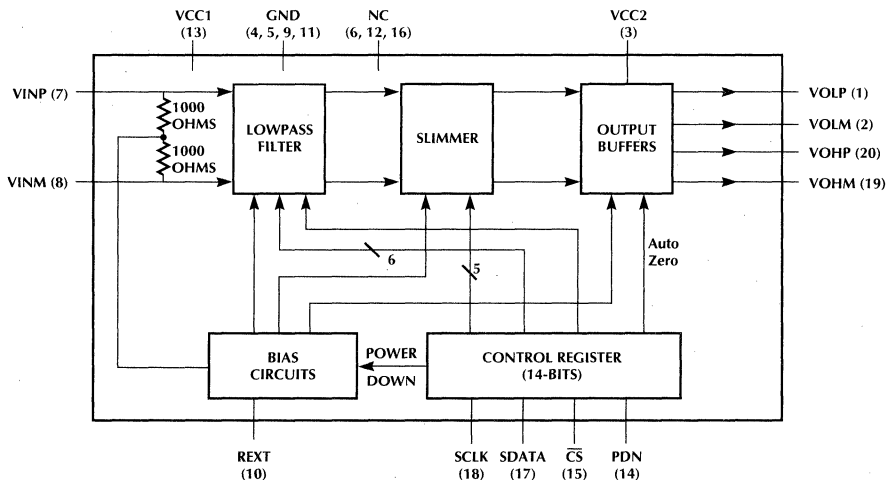 VCC1
(13)
GND
(4, 5, 9, 11)
NC
(6, 12, 16)
VCC2
(3)
VINP (7)
1000
OHMS
1000
OHMS
VINM (8)
LOWPASS
FILTER
SLIMMER
OUTPUT
BUFFERS
VOLP (1)
VOLM (2)
VOHP (20)
VOHM (19)
6
5
Auto
Zero
BIAS
CIRCUITS
POWER
DOWN
CONTROL REGISTER
(14-BITS)
REXT
(10)
SCLK
(18)
SDATA
(17)
C̅S̅
(15)
PDN
(14)